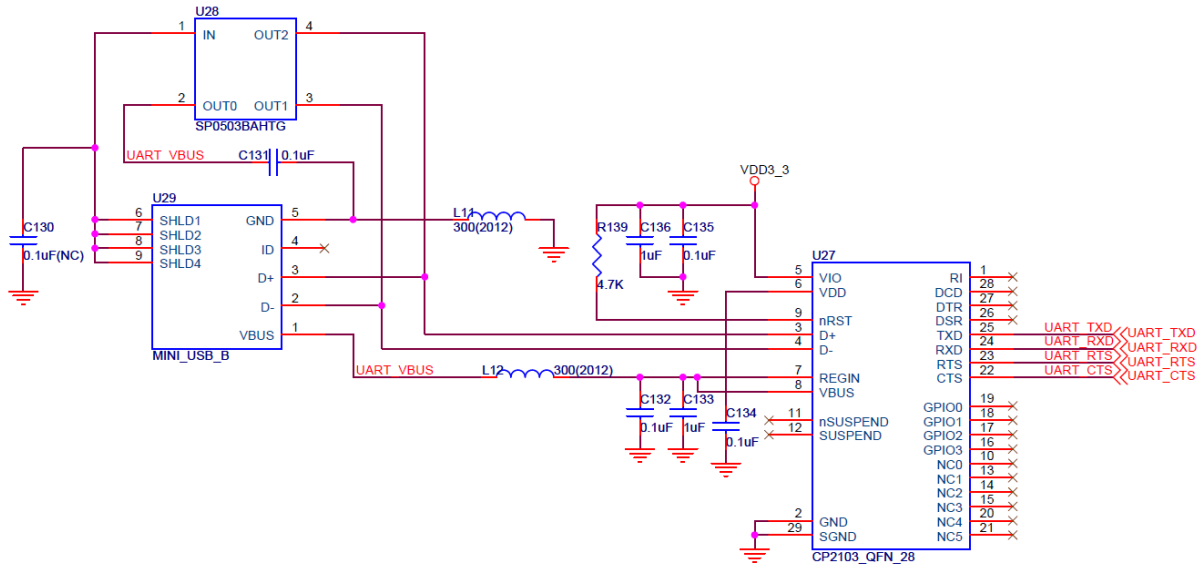 U28
1 IN OUT2 4
2 OUT0 OUT1 3
SP0503BAHTG
UART_VBUS C131 0.1uF
U29
6 SHLD1 GND 5
7 SHLD2
8 SHLD3 ID 4
9 SHLD4
D+ 3
D- 2
VBUS 1
MINI_USB_B
C130
0.1uF(NC)
L11
300(2012)
UART_VBUS L12 300(2012)
VDD3_3
R139
4.7K
C136
1uF
C135
0.1uF
C132
0.1uF
C133
1uF
C134
0.1uF
U27
5 VIO RI 1
6 VDD DCD 28
DTR 27
9 nRST DSR 26
3 D+ TXD 25 UART_TXD UART_TXD
4 D- RXD 24 UART_RXD UART_RXD
RTS 23 UART_RTS UART_RTS
7 REGIN CTS 22 UART_CTS UART_CTS
8 VBUS
GPIO0 19
11 nSUSPEND GPIO1 18
12 SUSPEND GPIO2 17
GPIO3 16
NC0 10
NC1 13
NC2 14
NC3 15
2 GND NC4 20
29 SGND NC5 21
CP2103_QFN_28